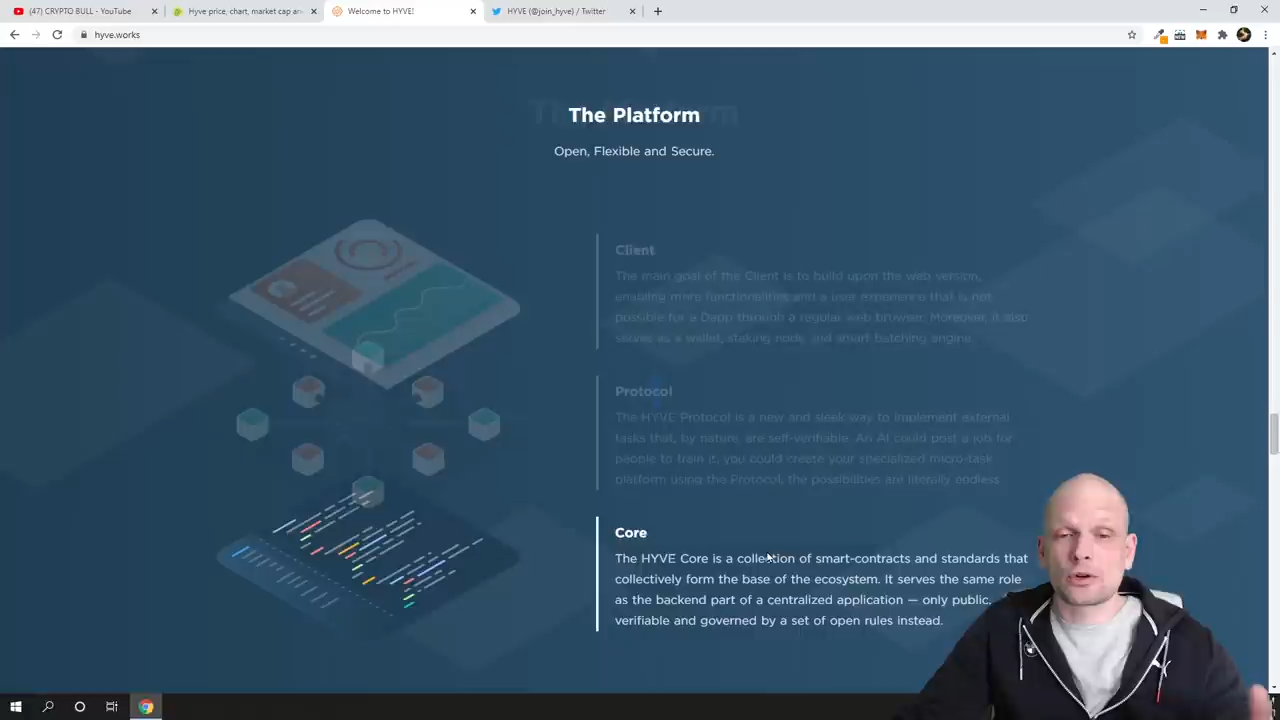 (47) CRYPTO BULL - YouTube
Hyve price, chart, market cap an
Welcome to HYVE!
HYVE (@join_hyve) / Twitter
hyve.works
The Platform
Open, Flexible and Secure.
Client
The main goal of the Client is to build upon the web version,
enabling more functionalities and a user experience that is not
possible for a Dapp through a regular web browser. Moreover, it also
serves as a wallet, staking node, and smart batching engine.
Protocol
The HYVE Protocol is a new and sleek way to implement external
tasks that, by nature, are self-verifiable. An AI could post a job for
people to train it, you could create your specialized micro-task
platform using the Protocol, the possibilities are literally endless
Core
The HYVE Core is a collection of smart-contracts and standards that
collectively form the base of the ecosystem. It serves the same role
as the backend part of a centralized application — only public,
verifiable and governed by a set of open rules instead.